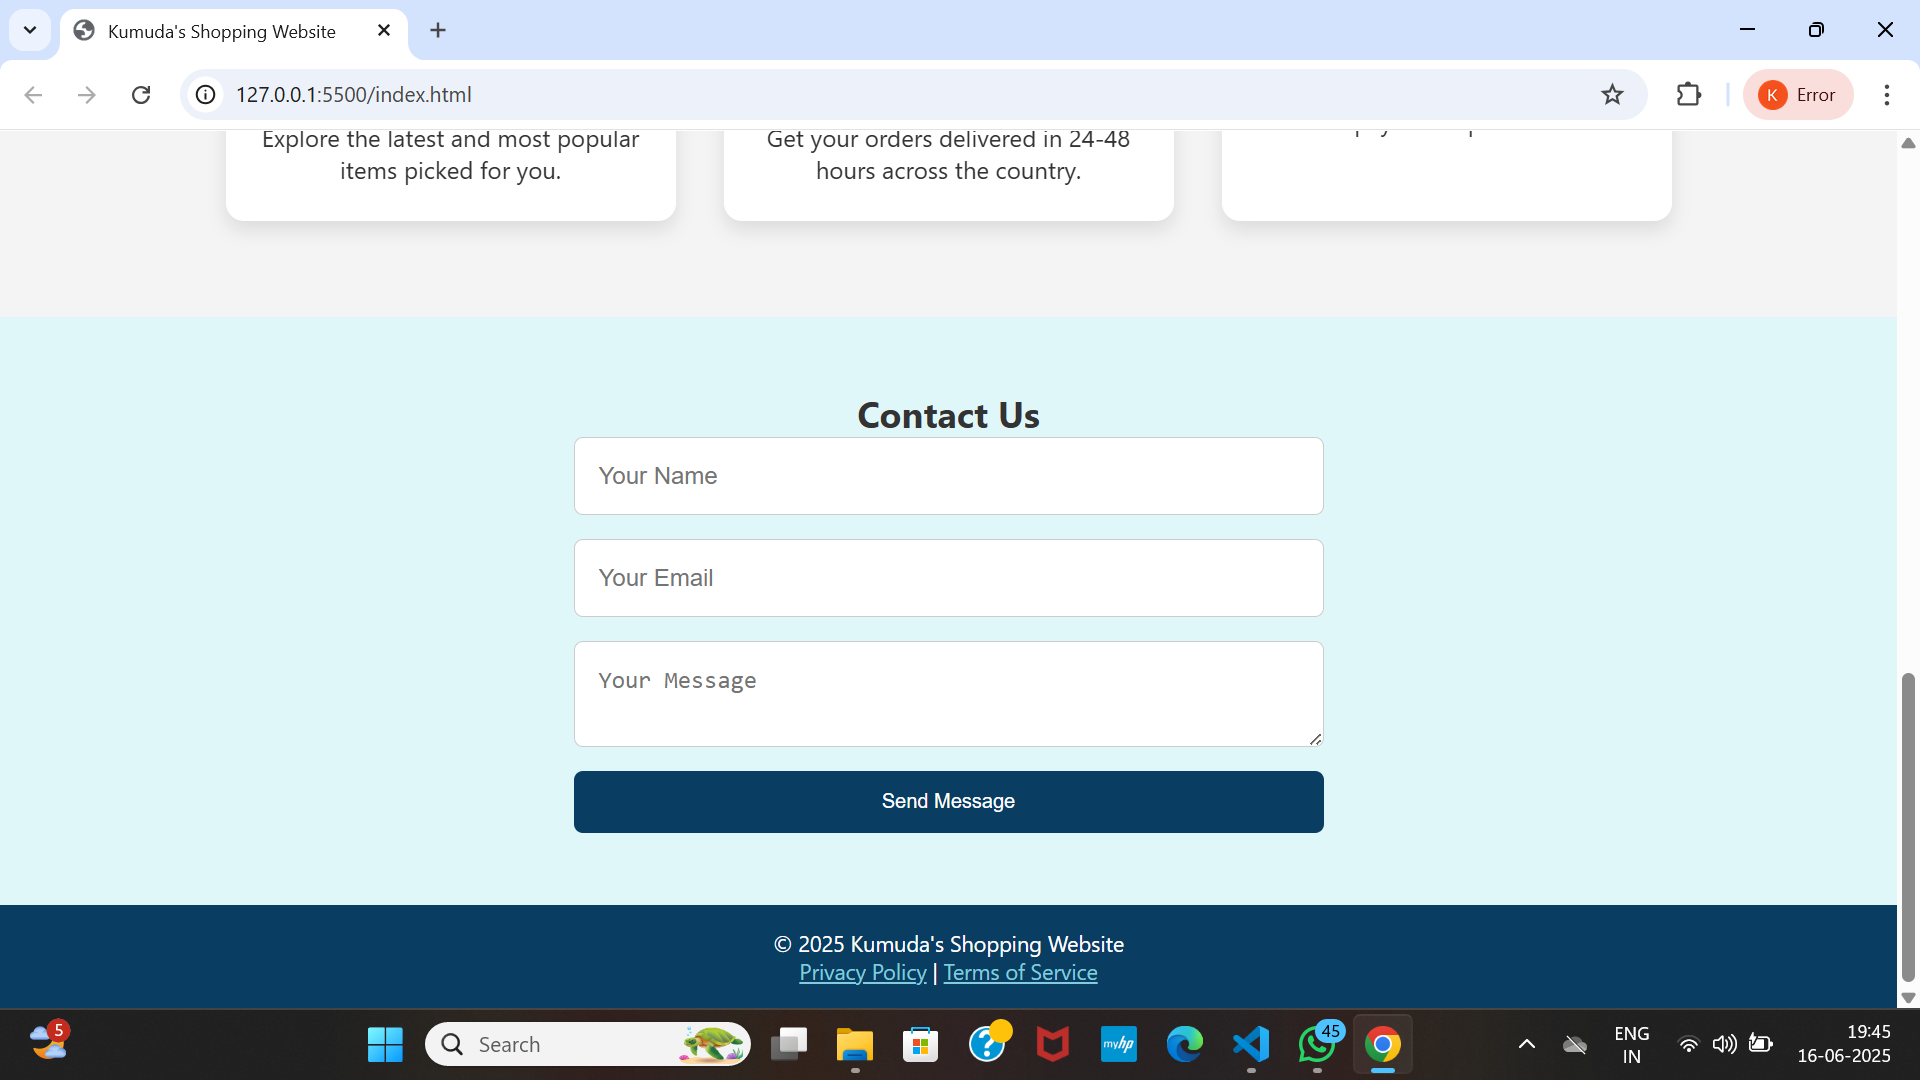 Kumuda's Shopping Website
127.0.0.1:5500/index.html
K Error
Explore the latest and most popular
items picked for you.
Get your orders delivered in 24-48
hours across the country.
Contact Us
Your Name
Your Email
Your Message
Send Message
© 2025 Kumuda's Shopping Website
Privacy Policy | Terms of Service
5
Search
?
myhp
45
ENG
IN
19:45
16-06-2025